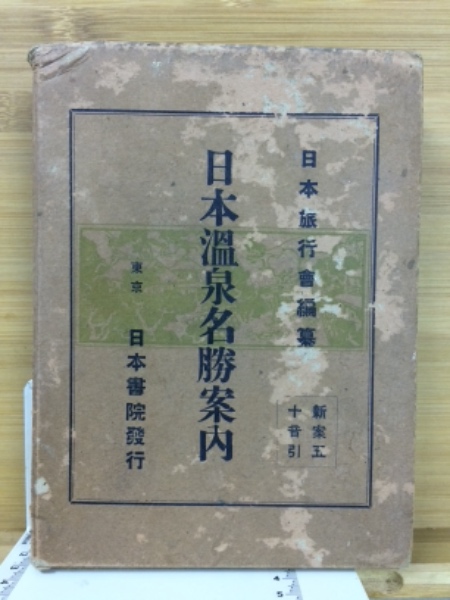 日本旅行會編纂
新案五
十音引
日本溫泉名勝案内
東京
日本書院發行